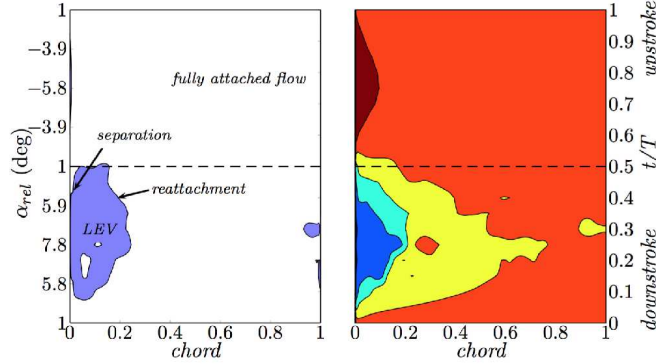 1
-3.9
-5.8
-3.9
1
5.9
7.8
5.8
1
α_rel (deg)
fully attached flow
separation
reattachment
LEV
0 0.2 0.4 0.6 0.8 1
chord
0 0.2 0.4 0.6 0.8 1
chord
1
0.9
0.8
0.7
0.6
0.5
0.4
0.3
0.2
0.1
0
upstroke
t/T
downstroke